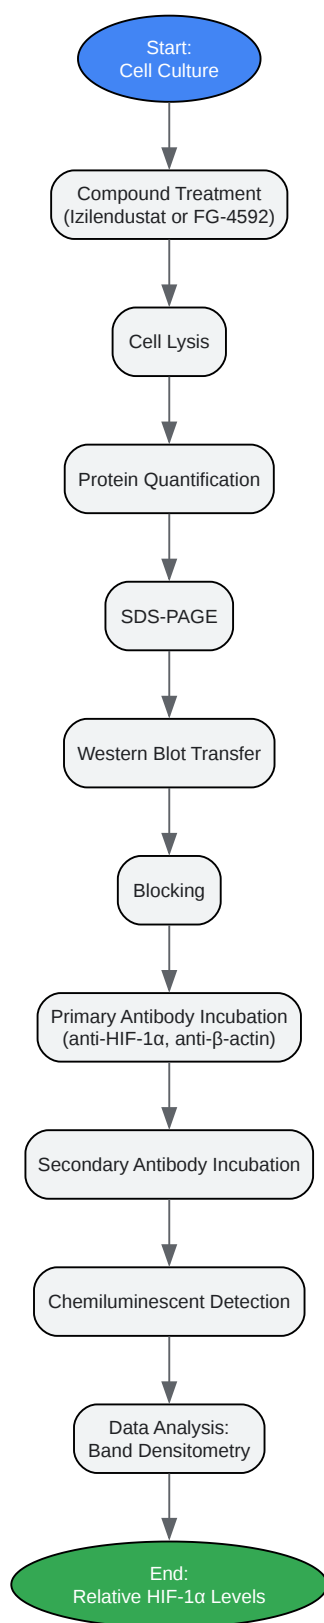 Start:
Cell Culture
Compound Treatment
(Izilendustat or FG-4592)
Cell Lysis
Protein Quantification
SDS-PAGE
Western Blot Transfer
Blocking
Primary Antibody Incubation
(anti-HIF-1α, anti-β-actin)
Secondary Antibody Incubation
Chemiluminescent Detection
Data Analysis:
Band Densitometry
End:
Relative HIF-1α Levels